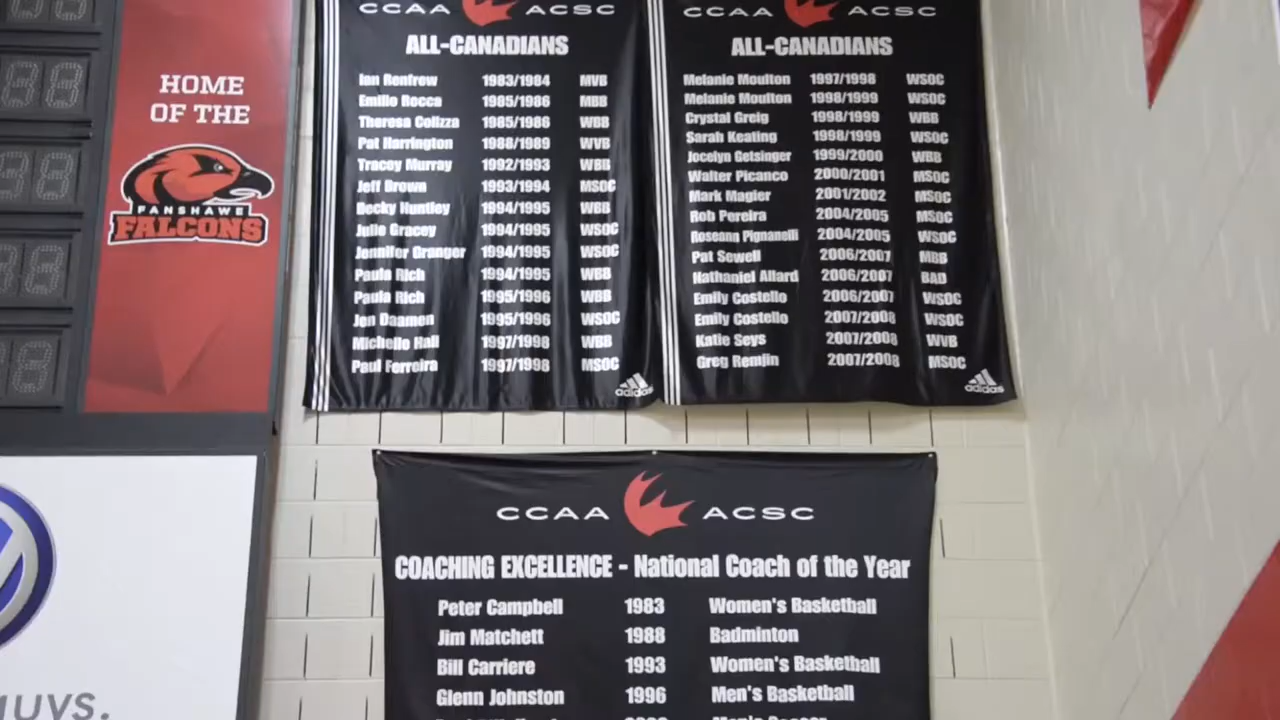 HOME
OF THE
FANSHAWE
FALCONS
CCAA ACSC
ALL-CANADIANS
Ian Renfrew 1983/1984 MVB
Emilio Rocca 1985/1986 MBB
Theresa Colizza 1985/1986 WBB
Pat Harrington 1988/1989 WVB
Tracey Murray 1992/1993 WBB
Jeff Brown 1993/1994 MSOC
Becky Huntley 1994/1995 WBB
Julie Gracey 1994/1995 WSOC
Jennifer Granger 1994/1995 WSOC
Paula Rich 1994/1995 WBB
Paula Rich 1995/1996 WBB
Jen Daamen 1995/1996 WSOC
Michelle Hall 1997/1998 WBB
Paul Ferreira 1997/1998 MSOC
adidas
CCAA ACSC
ALL-CANADIANS
Melanie Moulton 1997/1998 WSOC
Melanie Moulton 1998/1999 WSOC
Crystal Greig 1998/1999 WBB
Sarah Keating 1998/1999 WSOC
Jocelyn Getsinger 1999/2000 WBB
Walter Picanco 2000/2001 MSOC
Mark Magier 2001/2002 MSOC
Rob Pereira 2004/2005 MSOC
Roseann Pignanelli 2004/2005 WSOC
Pat Sewell 2006/2007 MBB
Nathaniel Allard 2006/2007 BAD
Emily Costello 2006/2007 WSOC
Emily Costello 2007/2008 WSOC
Katie Seys 2007/2008 WVB
Greg Remjin 2007/2008 MSOC
adidas
CCAA ACSC
COACHING EXCELLENCE - National Coach of the Year
Peter Campbell 1983 Women's Basketball
Jim Matchett 1988 Badminton
Bill Carriere 1993 Women's Basketball
Glenn Johnston 1996 Men's Basketball